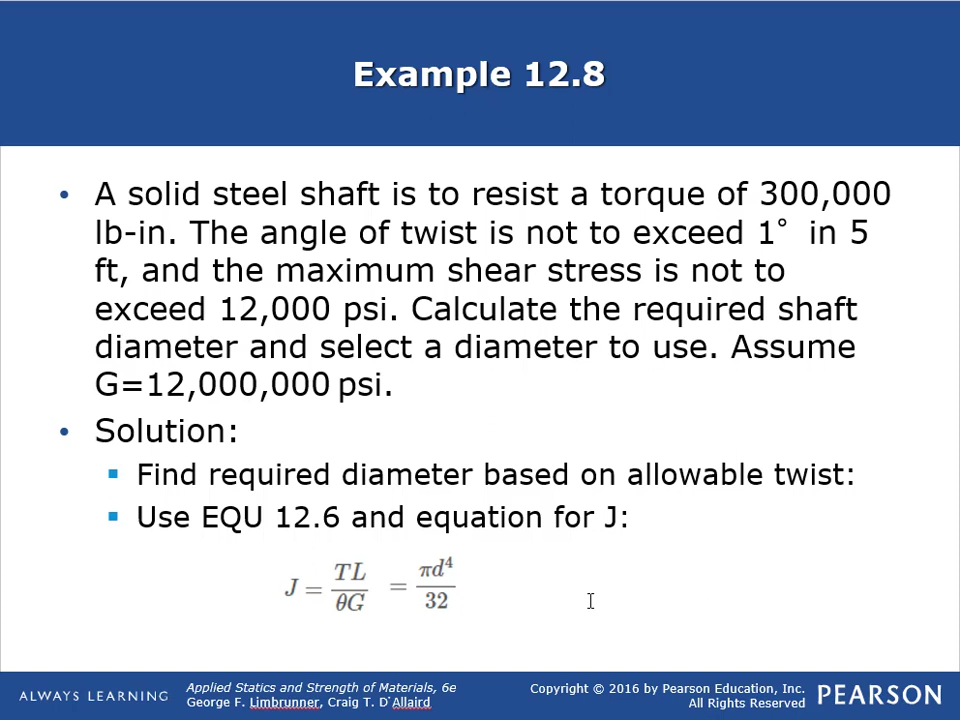 Example 12.8
• A solid steel shaft is to resist a torque of 300,000
lb-in. The angle of twist is not to exceed 1° in 5
ft, and the maximum shear stress is not to
exceed 12,000 psi. Calculate the required shaft
diameter and select a diameter to use. Assume
G=12,000,000 psi.
• Solution:
▪ Find required diameter based on allowable twist:
▪ Use EQU 12.6 and equation for J:
J = TL/θG = πd⁴/32
ALWAYS LEARNING
Applied Statics and Strength of Materials, 6e
George F. Limbrunner, Craig T. D'Allaird
Copyright © 2016 by Pearson Education, Inc.
All Rights Reserved
PEARSON